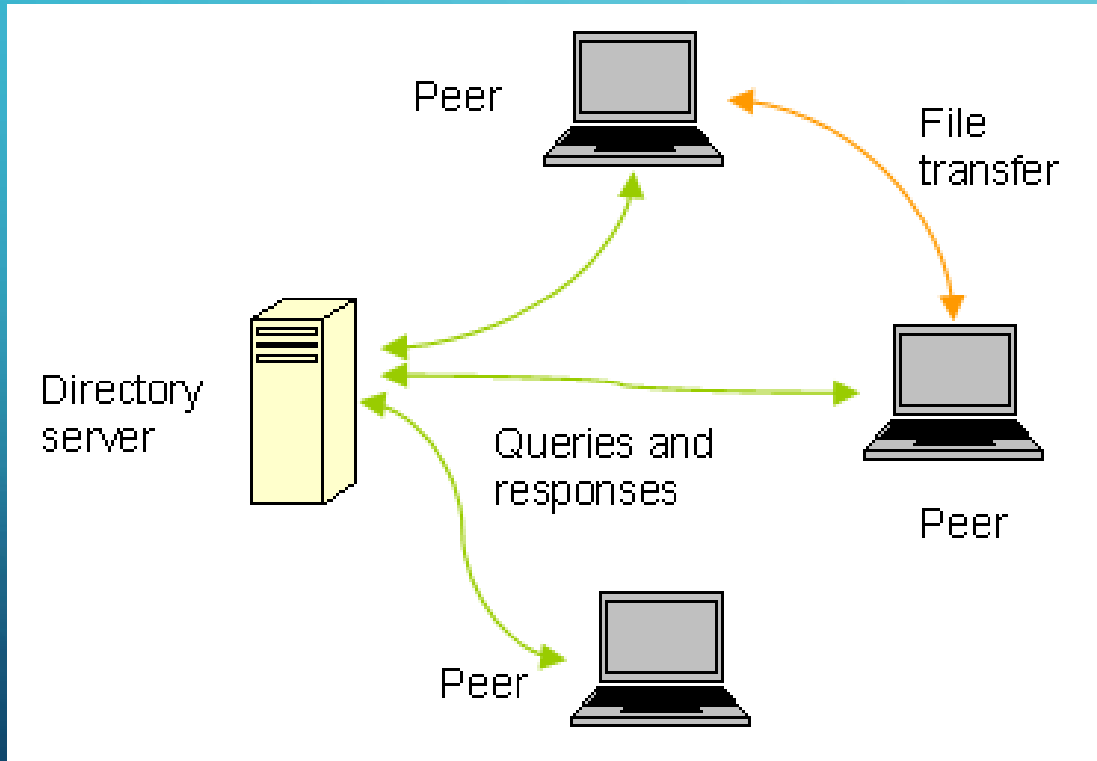 Peer
File
transfer
Directory
server
Queries and
responses
Peer
Peer